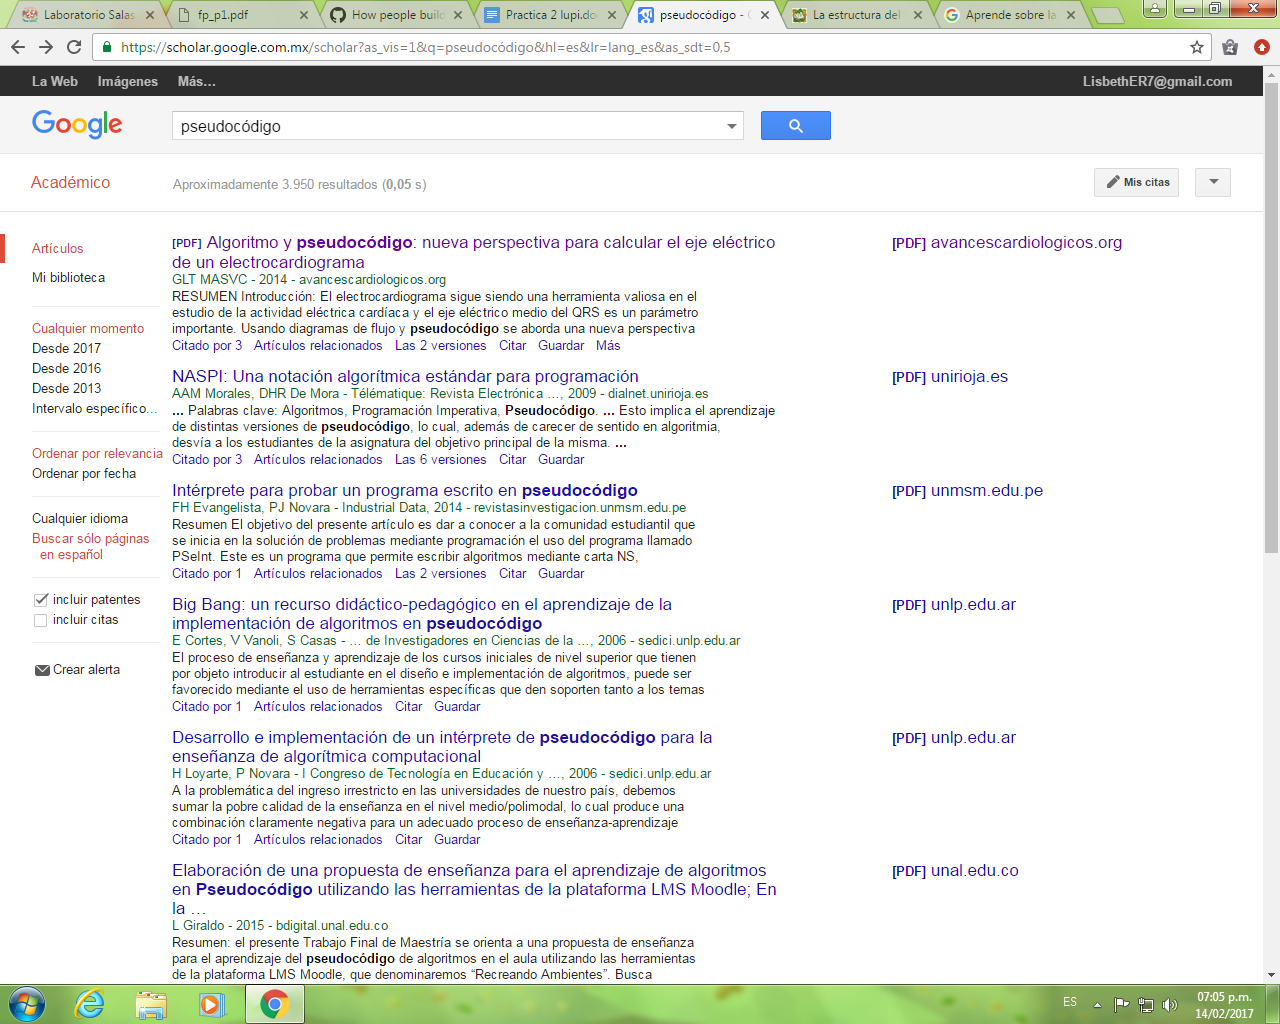 Laboratorio Salas
fp_p1.pdf
How people build
Practica 2 lupi.do
pseudocódigo - G
La estructura del
Aprende sobre la
https://scholar.google.com.mx/scholar?as_vis=1&q=pseudocódigo&hl=es&lr=lang_es&as_sdt=0,5
La Web Imágenes Más... LisbethER7@gmail.com
Google pseudocódigo
Académico Aproximadamente 3.950 resultados (0,05 s) Mis citas
Artículos
Mi biblioteca
Cualquier momento
Desde 2017
Desde 2016
Desde 2013
Intervalo específico...
Ordenar por relevancia
Ordenar por fecha
Cualquier idioma
Buscar sólo páginas
en español
incluir patentes
incluir citas
Crear alerta
[PDF] Algoritmo y pseudocódigo: nueva perspectiva para calcular el eje eléctrico
de un electrocardiograma
GLT MASVC - 2014 - avancescardiologicos.org
RESUMEN Introducción: El electrocardiograma sigue siendo una herramienta valiosa en el
estudio de la actividad eléctrica cardíaca y el eje eléctrico medio del QRS es un parámetro
importante. Usando diagramas de flujo y pseudocódigo se aborda una nueva perspectiva
Citado por 3 Artículos relacionados Las 2 versiones Citar Guardar Más
[PDF] avancescardiologicos.org
NASPI: Una notación algorítmica estándar para programación
AAM Morales, DHR De Mora - Télématique: Revista Electrónica ..., 2009 - dialnet.unirioja.es
... Palabras clave: Algoritmos, Programación Imperativa, Pseudocódigo. ... Esto implica el aprendizaje
de distintas versiones de pseudocódigo, lo cual, además de carecer de sentido en algoritmia,
desvía a los estudiantes de la asignatura del objetivo principal de la misma. ...
Citado por 3 Artículos relacionados Las 6 versiones Citar Guardar
[PDF] unirioja.es
Intérprete para probar un programa escrito en pseudocódigo
FH Evangelista, PJ Novara - Industrial Data, 2014 - revistasinvestigacion.unmsm.edu.pe
Resumen El objetivo del presente artículo es dar a conocer a la comunidad estudiantil que
se inicia en la solución de problemas mediante programación el uso del programa llamado
PSeInt. Este es un programa que permite escribir algoritmos mediante carta NS,
Citado por 1 Artículos relacionados Las 2 versiones Citar Guardar
[PDF] unmsm.edu.pe
Big Bang: un recurso didáctico-pedagógico en el aprendizaje de la
implementación de algoritmos en pseudocódigo
E Cortes, V Vanoli, S Casas - ... de Investigadores en Ciencias de la ..., 2006 - sedici.unlp.edu.ar
El proceso de enseñanza y aprendizaje de los cursos iniciales de nivel superior que tienen
por objeto introducir al estudiante en el diseño e implementación de algoritmos, puede ser
favorecido mediante el uso de herramientas específicas que den soporten tanto a los temas
Citado por 1 Artículos relacionados Citar Guardar
[PDF] unlp.edu.ar
Desarrollo e implementación de un intérprete de pseudocódigo para la
enseñanza de algorítmica computacional
H Loyarte, P Novara - I Congreso de Tecnología en Educación y ..., 2006 - sedici.unlp.edu.ar
A la problemática del ingreso irrestricto en las universidades de nuestro país, debemos
sumar la pobre calidad de la enseñanza en el nivel medio/polimodal, lo cual produce una
combinación claramente negativa para un adecuado proceso de enseñanza-aprendizaje
Citado por 1 Artículos relacionados Citar Guardar
[PDF] unlp.edu.ar
Elaboración de una propuesta de enseñanza para el aprendizaje de algoritmos
en Pseudocódigo utilizando las herramientas de la plataforma LMS Moodle; En
la ...
L Giraldo - 2015 - bdigital.unal.edu.co
Resumen: el presente Trabajo Final de Maestría se orienta a una propuesta de enseñanza
para el aprendizaje del pseudocódigo de algoritmos en el aula utilizando las herramientas
de la plataforma LMS Moodle, que denominaremos “Recreando Ambientes”. Busca
[PDF] unal.edu.co
ES
07:05 p.m.
14/02/2017